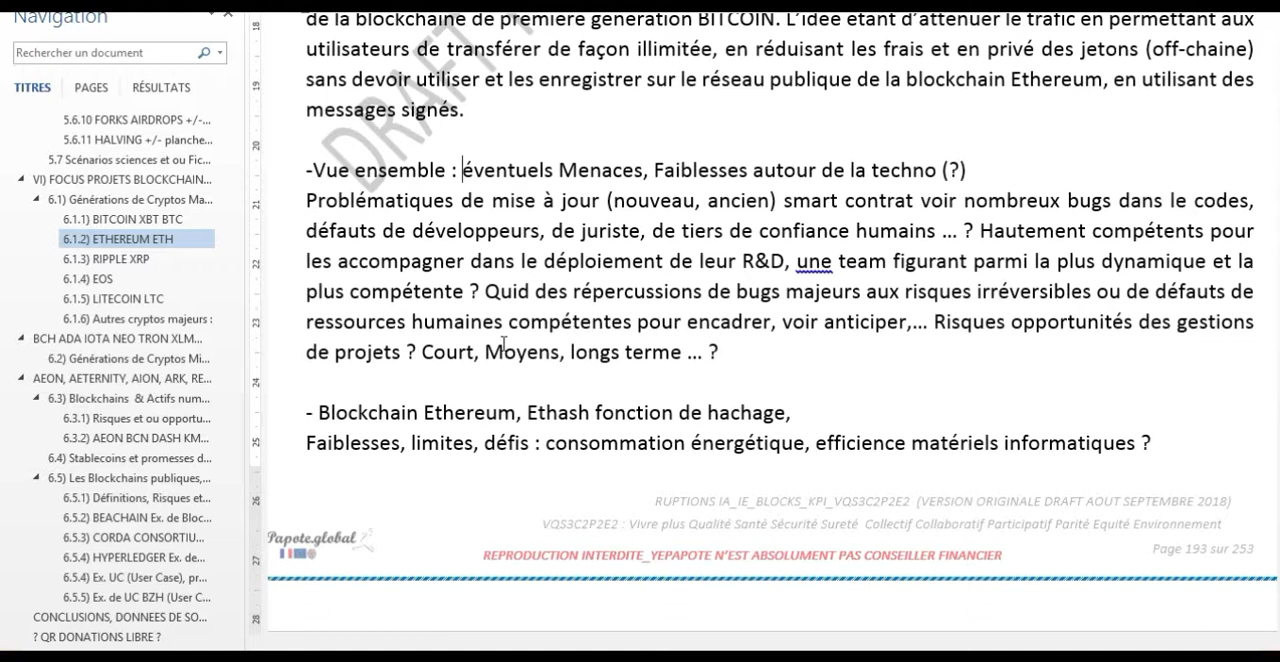 Navigation
Rechercher un document
TITRES PAGES RÉSULTATS
5.6.10 FORKS AIRDROPS +/-...
5.6.11 HALVING +/- planche...
5.7 Scénarios sciences et ou Fic...
VI) FOCUS PROJETS BLOCKCHAIN...
6.1) Générations de Cryptos Ma...
6.1.1) BITCOIN XBT BTC
6.1.2) ETHEREUM ETH
6.1.3) RIPPLE XRP
6.1.4) EOS
6.1.5) LITECOIN LTC
6.1.6) Autres cryptos majeurs :
BCH ADA IOTA NEO TRON XLM...
6.2) Générations de Cryptos Mi...
AEON, AETERNITY, AION, ARK, RE...
6.3) Blockchains & Actifs num...
6.3.1) Risques et ou opportu...
6.3.2) AEON BCN DASH KM...
6.4) Stablecoins et promesses d...
6.5) Les Blockchains publiques,...
6.5.1) Définitions, Risques et...
6.5.2) BEACHAIN Ex. de Bloc...
6.5.3) CORDA CONSORTIU...
6.5.4) HYPERLEDGER Ex. de...
6.5.4) Ex. UC (User Case), pr...
6.5.5) Ex. de UC BZH (User C...
CONCLUSIONS, DONNEES DE SO...
? QR DONATIONS LIBRE ?
18
19
20
21
22
23
24
25
26
27
28
de la blockchaine de première génération BITCOIN. L'idée étant d'attenuer le trafic en permettant aux
utilisateurs de transférer de façon illimitée, en réduisant les frais et en privé des jetons (off-chaine)
sans devoir utiliser et les enregistrer sur le réseau publique de la blockchain Ethereum, en utilisant des
messages signés.
DRAFT
-Vue ensemble : éventuels Menaces, Faiblesses autour de la techno (?)
Problématiques de mise à jour (nouveau, ancien) smart contrat voir nombreux bugs dans le codes,
défauts de développeurs, de juriste, de tiers de confiance humains ... ? Hautement compétents pour
les accompagner dans le déploiement de leur R&D, une team figurant parmi la plus dynamique et la
plus compétente ? Quid des répercussions de bugs majeurs aux risques irréversibles ou de défauts de
ressources humaines compétentes pour encadrer, voir anticiper,... Risques opportunités des gestions
de projets ? Court, Moyens, longs terme ... ?
- Blockchain Ethereum, Ethash fonction de hachage,
Faiblesses, limites, défis : consommation énergétique, efficience matériels informatiques ?
RUPTIONS IA_IE_BLOCKS_KPI_VQS3C2P2E2 (VERSION ORIGINALE DRAFT AOUT SEPTEMBRE 2018)
VQS3C2P2E2 : Vivre plus Qualité Santé Sécurité Sureté Collectif Collaboratif Participatif Parité Equité Environnement
Papote.global
REPRODUCTION INTERDITE_YEPAPOTE N'EST ABSOLUMENT PAS CONSEILLER FINANCIER
Page 193 sur 253